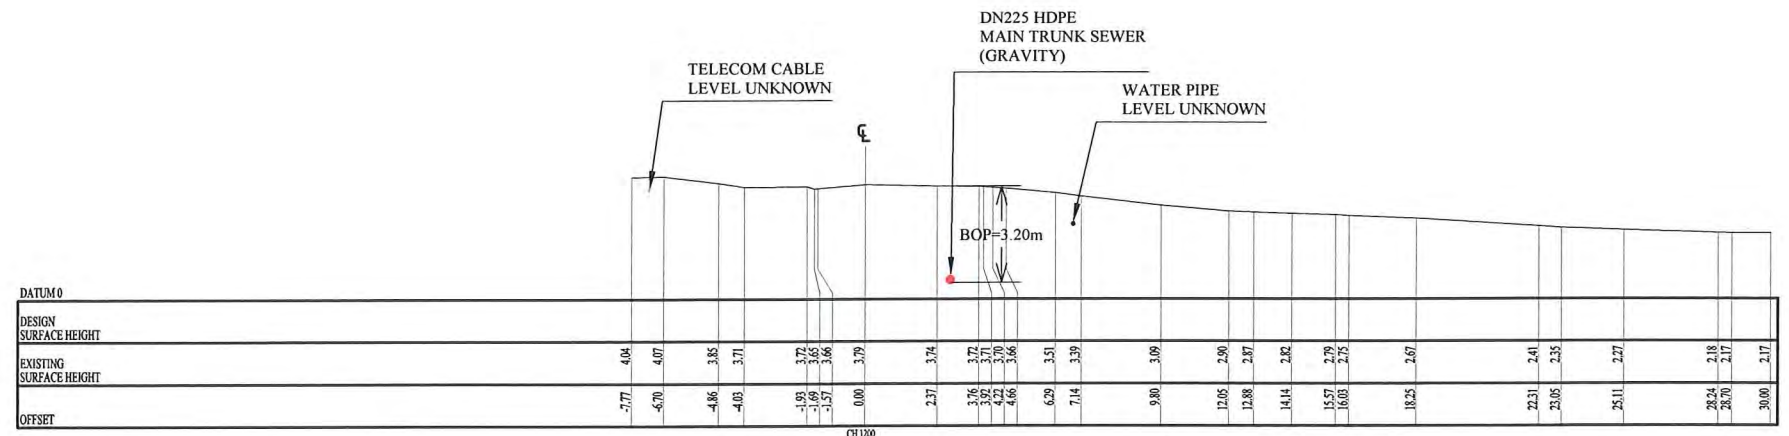 DN225 HDPE
MAIN TRUNK SEWER
(GRAVITY)
TELECOM CABLE
LEVEL UNKNOWN
WATER PIPE
LEVEL UNKNOWN
℄
BOP=3.20m
DATUM 0
DESIGN
SURFACE HEIGHT
EXISTING
SURFACE HEIGHT
4.04 4.07 3.85 3.71 3.72 3.65 3.66 3.79 3.74 3.72 3.71 3.70 3.66 3.51 3.39 3.09 2.90 2.87 2.82 2.79 2.75 2.67 2.41 2.35 2.27 2.18 2.17 2.17
OFFSET
-7.77 -6.70 -4.86 -4.03 -1.93 -1.69 -1.57 0.00 2.37 3.76 3.92 4.22 4.66 6.29 7.14 9.80 12.05 12.88 14.14 15.57 16.03 18.25 22.31 23.05 25.11 28.24 28.70 30.00
CH 1200